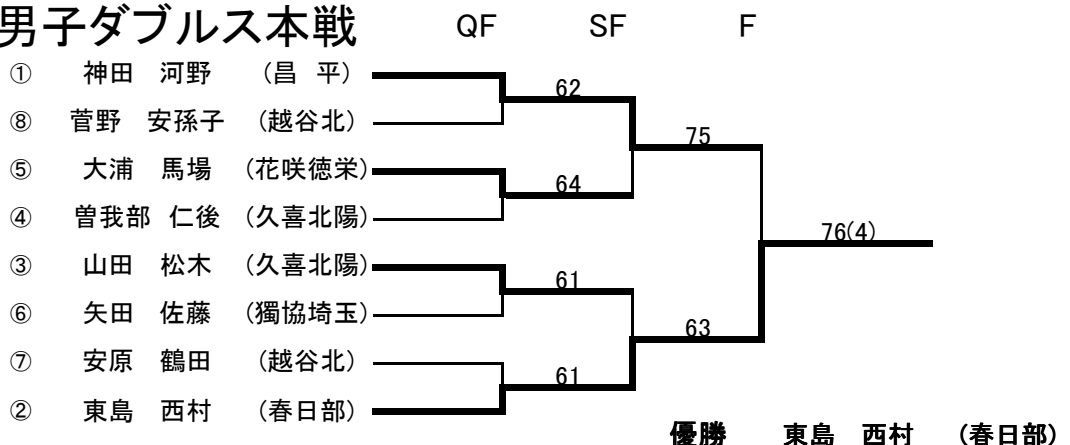 男子ダブルス本戦 QF SF F
① 神田 河野 (昌 平)
62
⑧ 菅野 安孫子 (越谷北)
75
⑤ 大浦 馬場 (花咲徳栄)
64
④ 曽我部 仁後 (久喜北陽)
76(4)
③ 山田 松木 (久喜北陽)
61
⑥ 矢田 佐藤 (獨協埼玉)
63
⑦ 安原 鶴田 (越谷北)
61
② 東島 西村 (春日部)
優勝 東島 西村 (春日部)